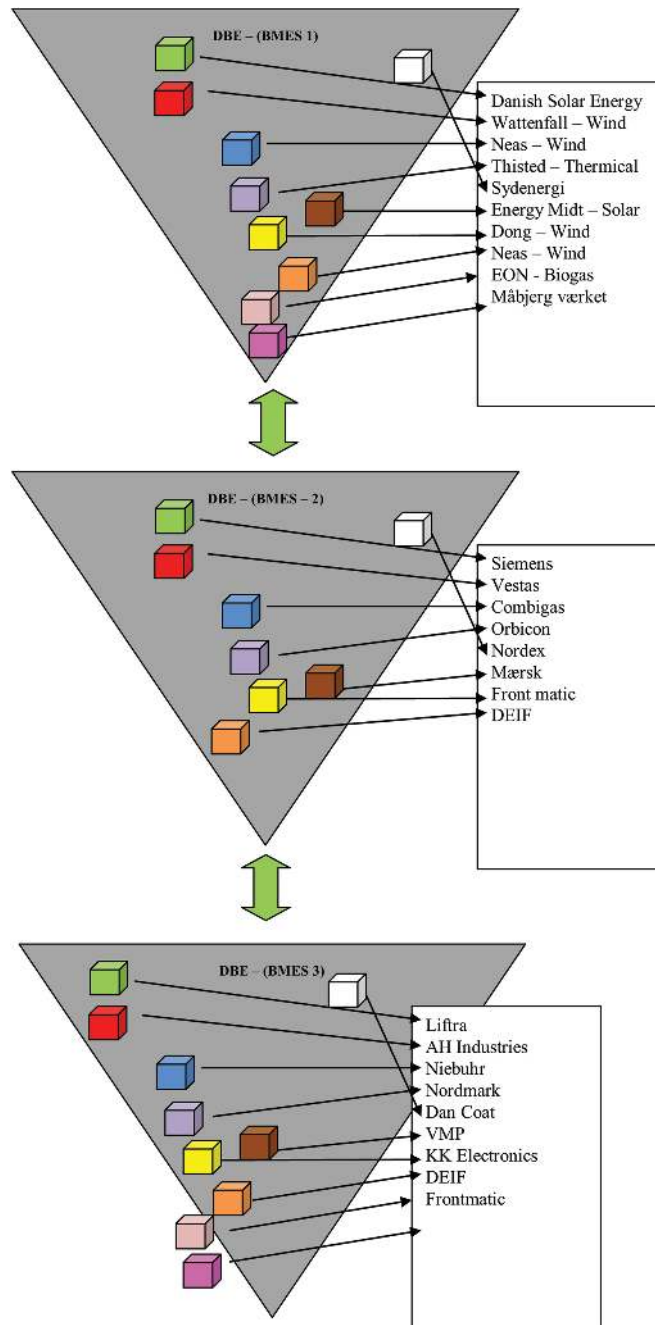 DBE – (BMES 1)
Danish Solar Energy
Wattenfall – Wind
Neas – Wind
Thisted – Thermical
Sydenergi
Energy Midt – Solar
Dong – Wind
Neas – Wind
EON - Biogas
Måbjerg værket
DBE – (BMES – 2)
Siemens
Vestas
Combigas
Orbicon
Nordex
Mærsk
Front matic
DEIF
DBE – (BMES 3)
Liftra
AH Industries
Niebuhr
Nordmark
Dan Coat
VMP
KK Electronics
DEIF
Frontmatic